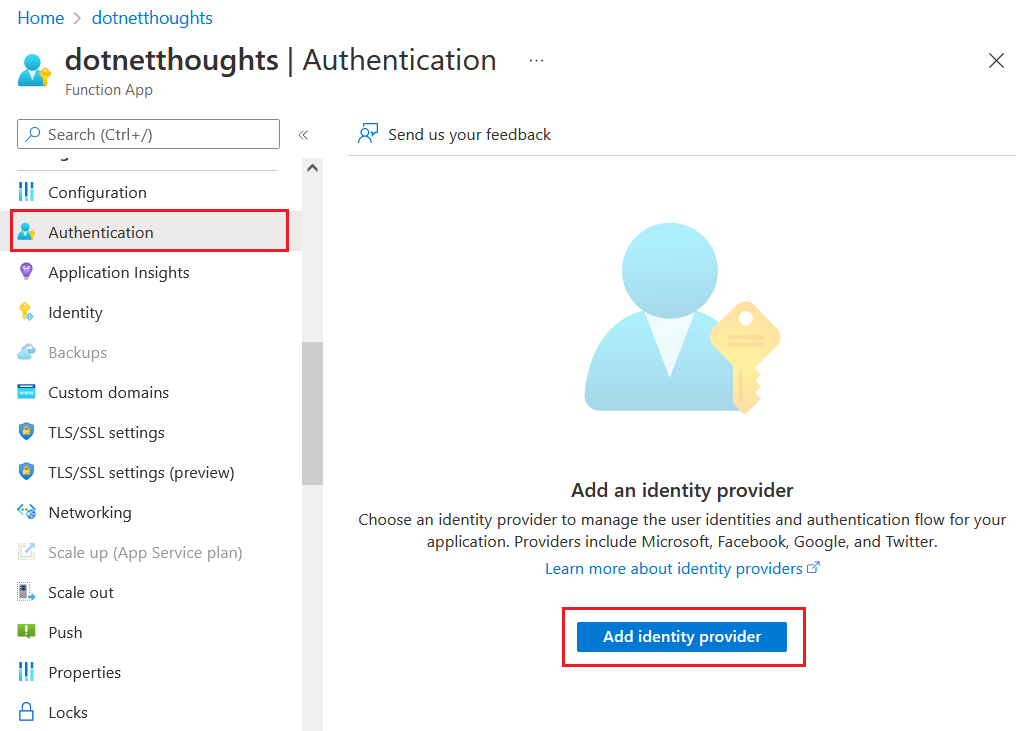 Home > dotnetthoughts
dotnetthoughts | Authentication ...
Function App
Search (Ctrl+/)
«
Send us your feedback
Configuration
Authentication
Application Insights
Identity
Backups
Custom domains
TLS/SSL settings
TLS/SSL settings (preview)
Networking
Scale up (App Service plan)
Scale out
Push
Properties
Locks
Add an identity provider
Choose an identity provider to manage the user identities and authentication flow for your
application. Providers include Microsoft, Facebook, Google, and Twitter.
Learn more about identity providers
Add identity provider